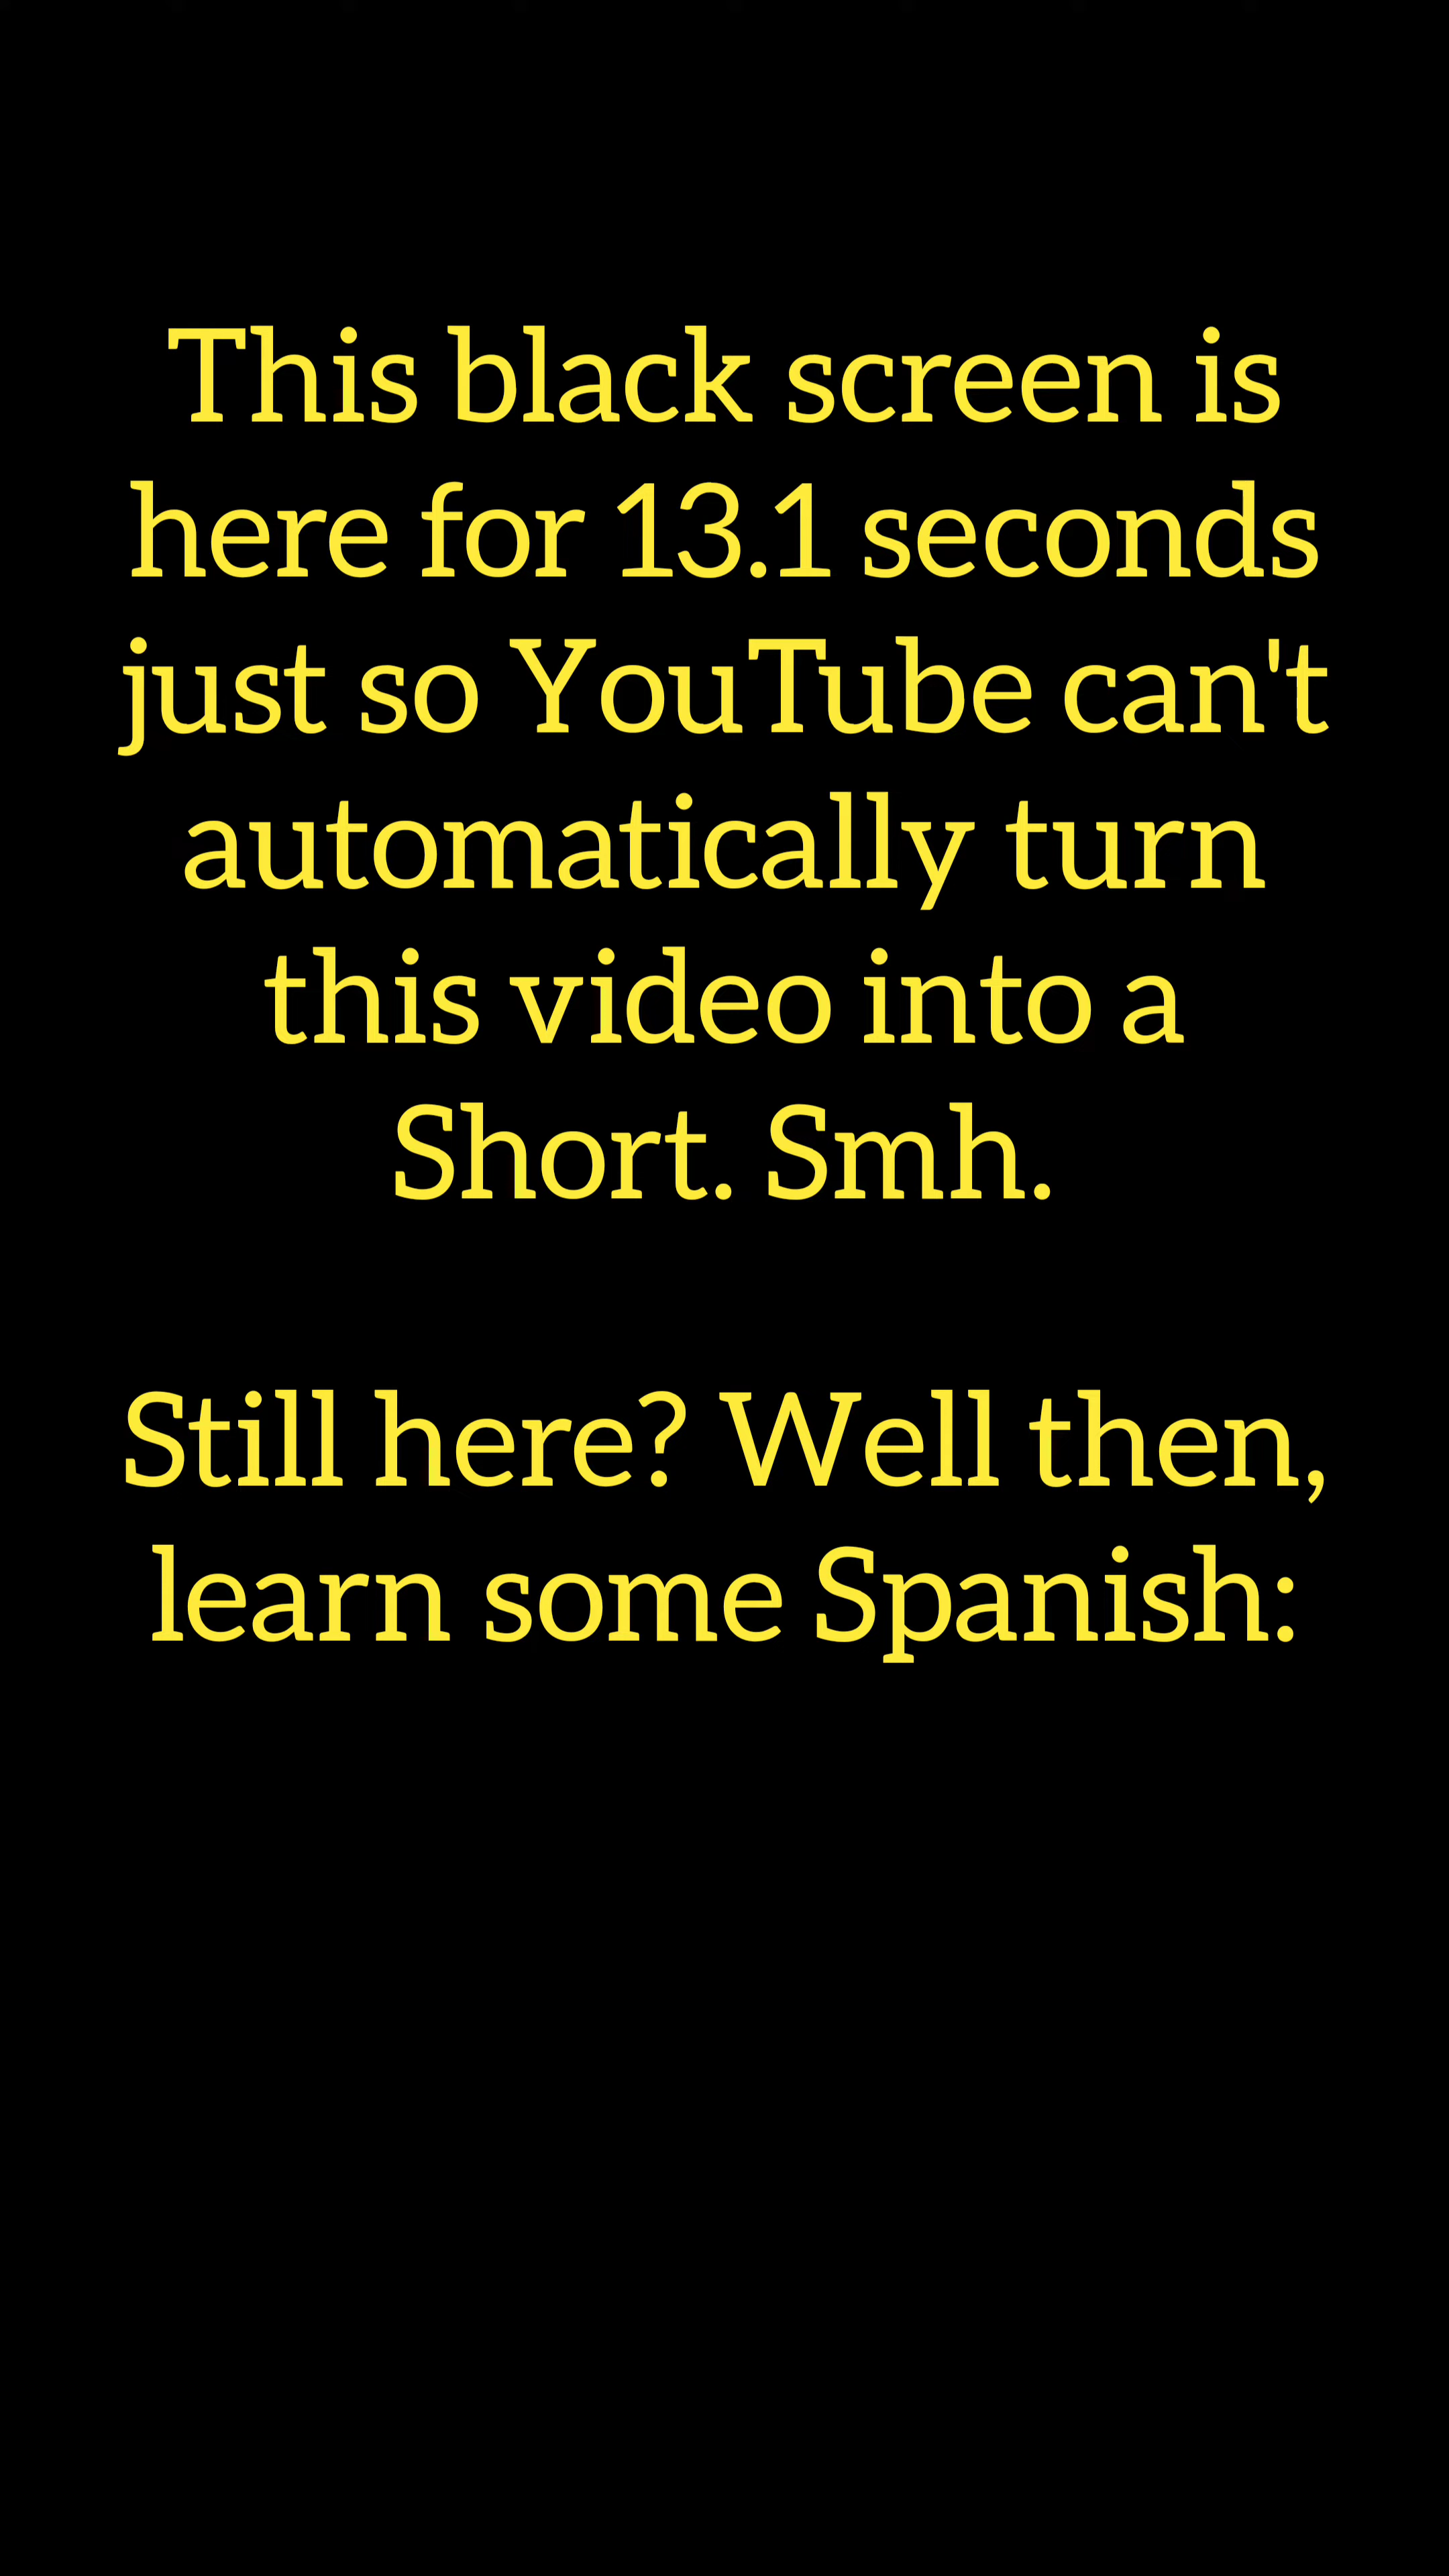 This black screen is
here for 13.1 seconds
just so YouTube can't
automatically turn
this video into a
Short. Smh.
Still here? Well then,
learn some Spanish: